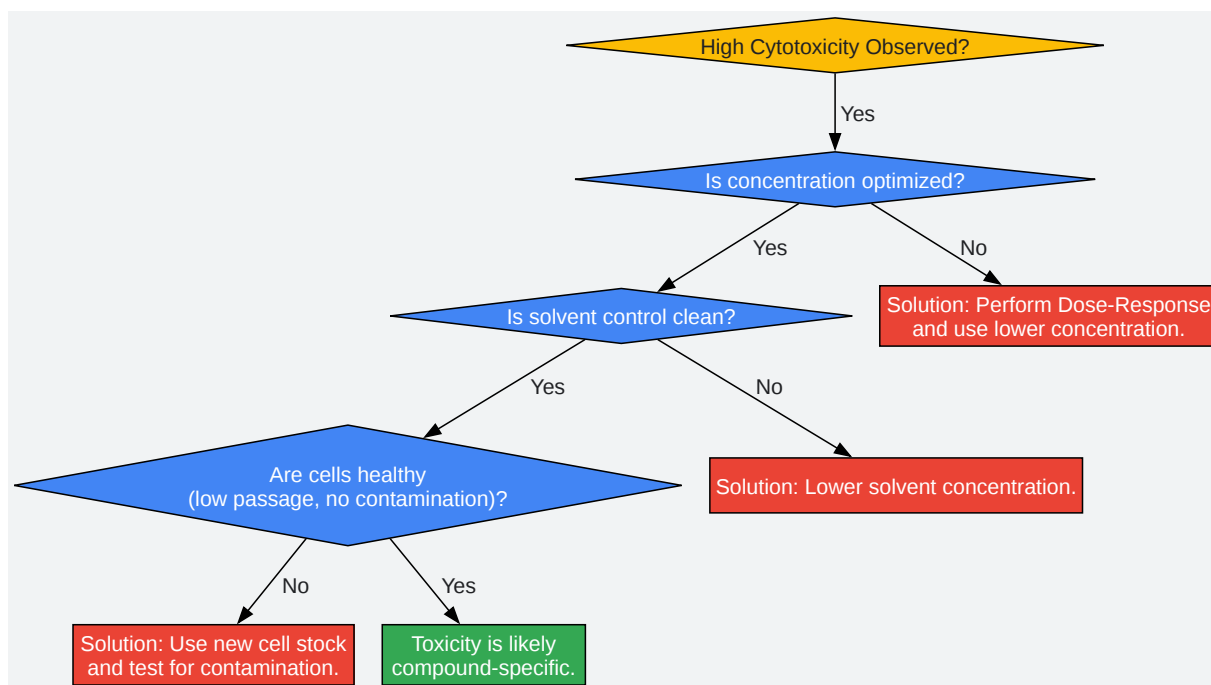 High Cytotoxicity Observed?
Yes
Is concentration optimized?
Yes
No
Solution: Perform Dose-Response
and use lower concentration.
Is solvent control clean?
Yes
No
Are cells healthy
(low passage, no contamination)?
Solution: Lower solvent concentration.
No
Yes
Solution: Use new cell stock
and test for contamination.
Toxicity is likely
compound-specific.